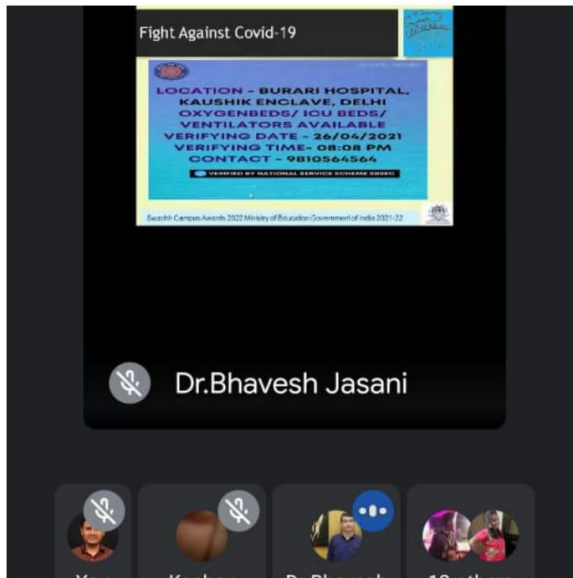 Fight Against Covid-19
LOCATION - BURARI HOSPITAL,
KAUSHIK ENCLAVE, DELHI
OXYGENBEDS/ ICU BEDS/
VENTILATORS AVAILABLE
VERIFYING DATE - 26/04/2021
VERIFYING TIME- 08:08 PM
CONTACT - 9810564564
VERIFIED BY NATIONAL SERVICE SCHEME SBSEC
Swachh Campus Awards 2022 Ministry of Education Government of India 2021-22
Dr.Bhavesh Jasani